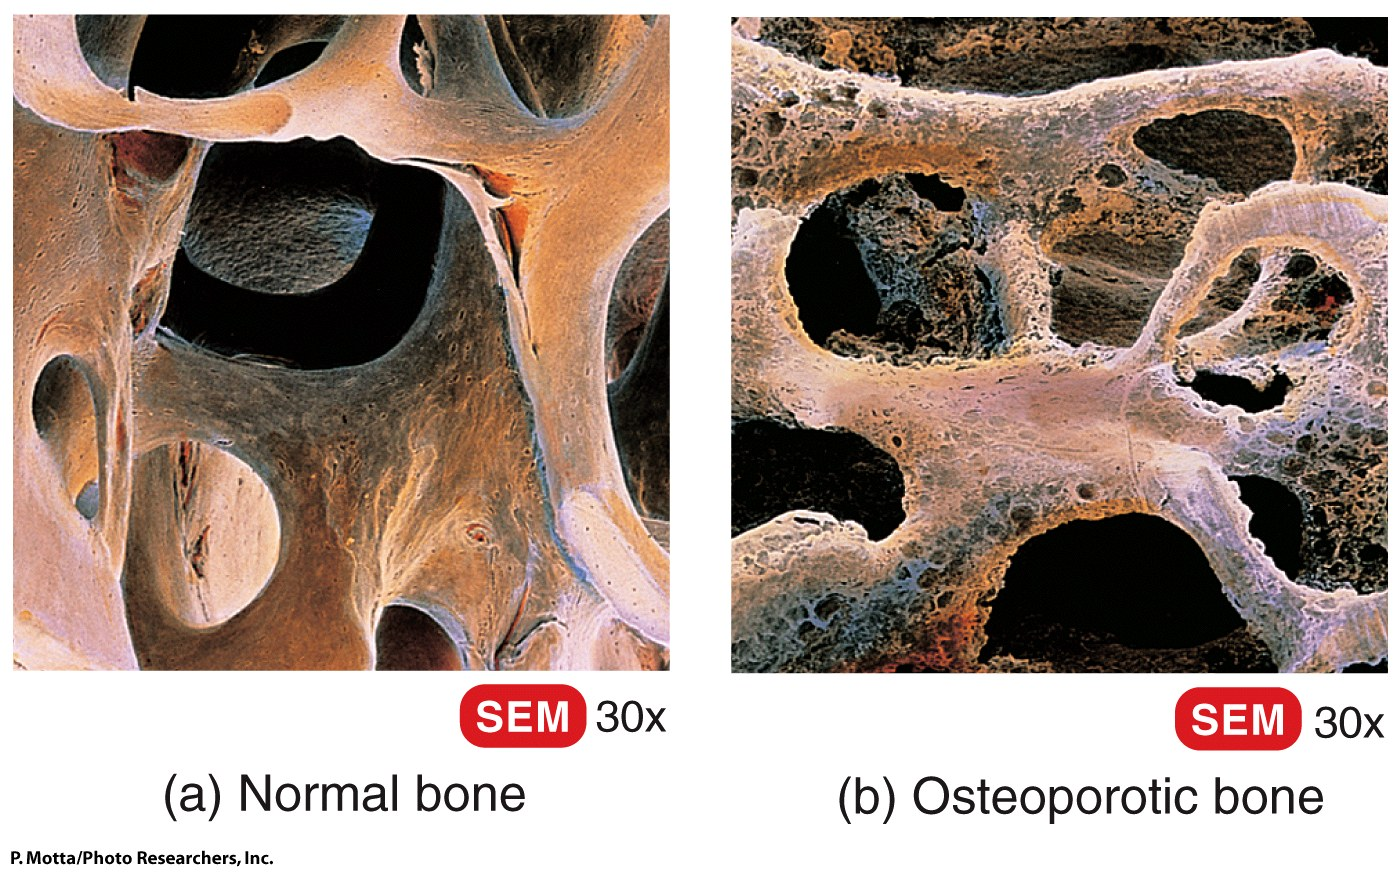 SEM 30x
SEM 30x
(a) Normal bone
(b) Osteoporotic bone
P. Motta/Photo Researchers, Inc.